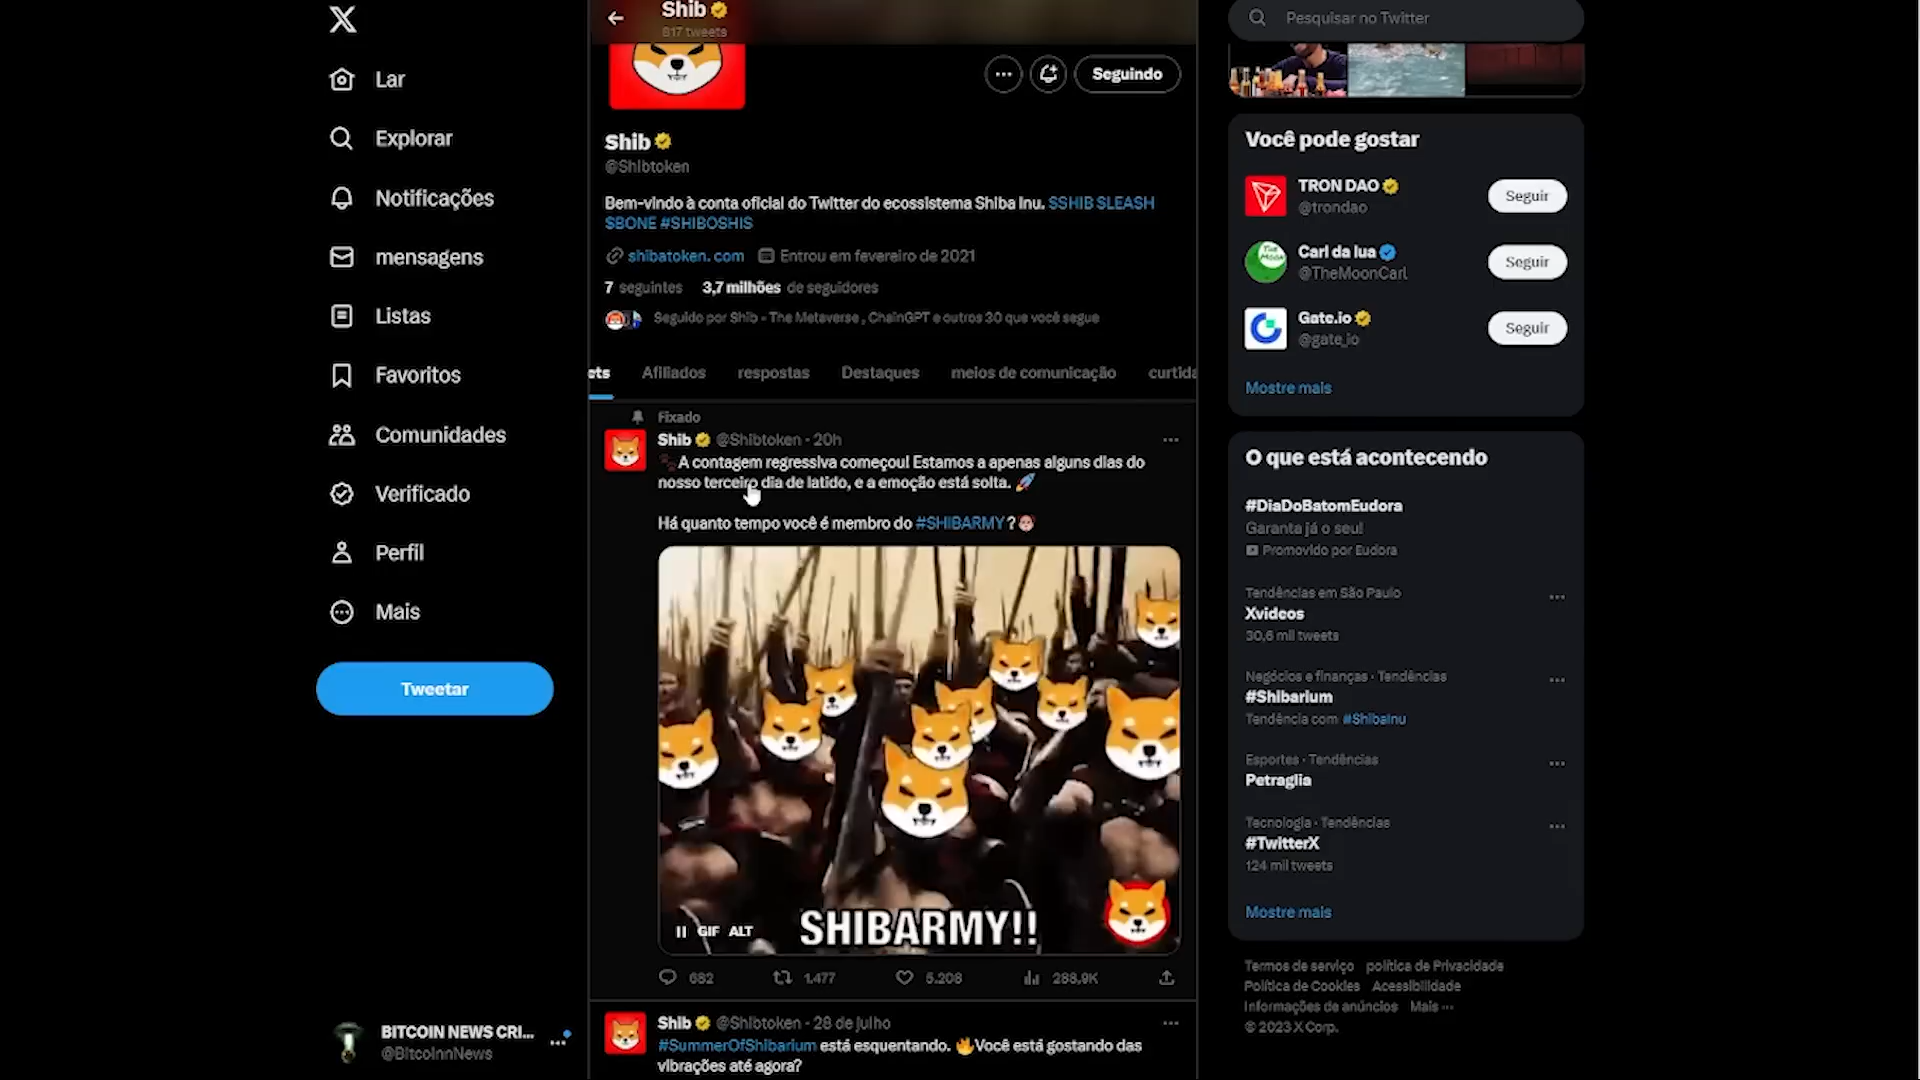 Lar
Explorar
Notificações
mensagens
Listas
Favoritos
Comunidades
Verificado
Perfil
Mais
Tweetar
BITCOIN NEWS CRI...
@BitcoinnNews
Shib
817 tweets
Seguindo
Shib
@Shibtoken
Bem-vindo à conta oficial do Twitter do ecossistema Shiba Inu. $SHIB $LEASH
$BONE #SHIBOSHIS
shibatoken. com Entrou em fevereiro de 2021
7 seguintes 3,7 milhões de seguidores
Seguido por Shib - The Metaverse , ChainGPT e outros 30 que você segue
ets Afiliados respostas Destaques meios de comunicação curtida
Fixado
Shib @Shibtoken · 20h
A contagem regressiva começou! Estamos a apenas alguns dias do
nosso terceiro dia de latido, e a emoção está solta.
Há quanto tempo você é membro do #SHIBARMY ?
GIF ALT
SHIBARMY!!
682 1.477 5.208 288,9K
Shib @Shibtoken · 28 de julho
#SummerOfShibarium está esquentando. Você está gostando das
vibrações até agora?
Pesquisar no Twitter
Você pode gostar
TRON DAO
@trondao
Seguir
Carl da lua
@TheMoonCarl
Seguir
THE MOON
Gate.io
@gate_io
Seguir
Mostre mais
O que está acontecendo
#DiaDoBatomEudora
Garanta já o seu!
Promovido por Eudora
Tendências em São Paulo
Xvideos
30,6 mil tweets
Negócios e finanças · Tendências
#Shibarium
Tendência com #ShibaInu
Esportes · Tendências
Petraglia
Tecnologia · Tendências
#TwitterX
124 mil tweets
Mostre mais
Termos de serviço política de Privacidade
Política de Cookies Acessibilidade
Informações de anúncios Mais ···
© 2023 X Corp.